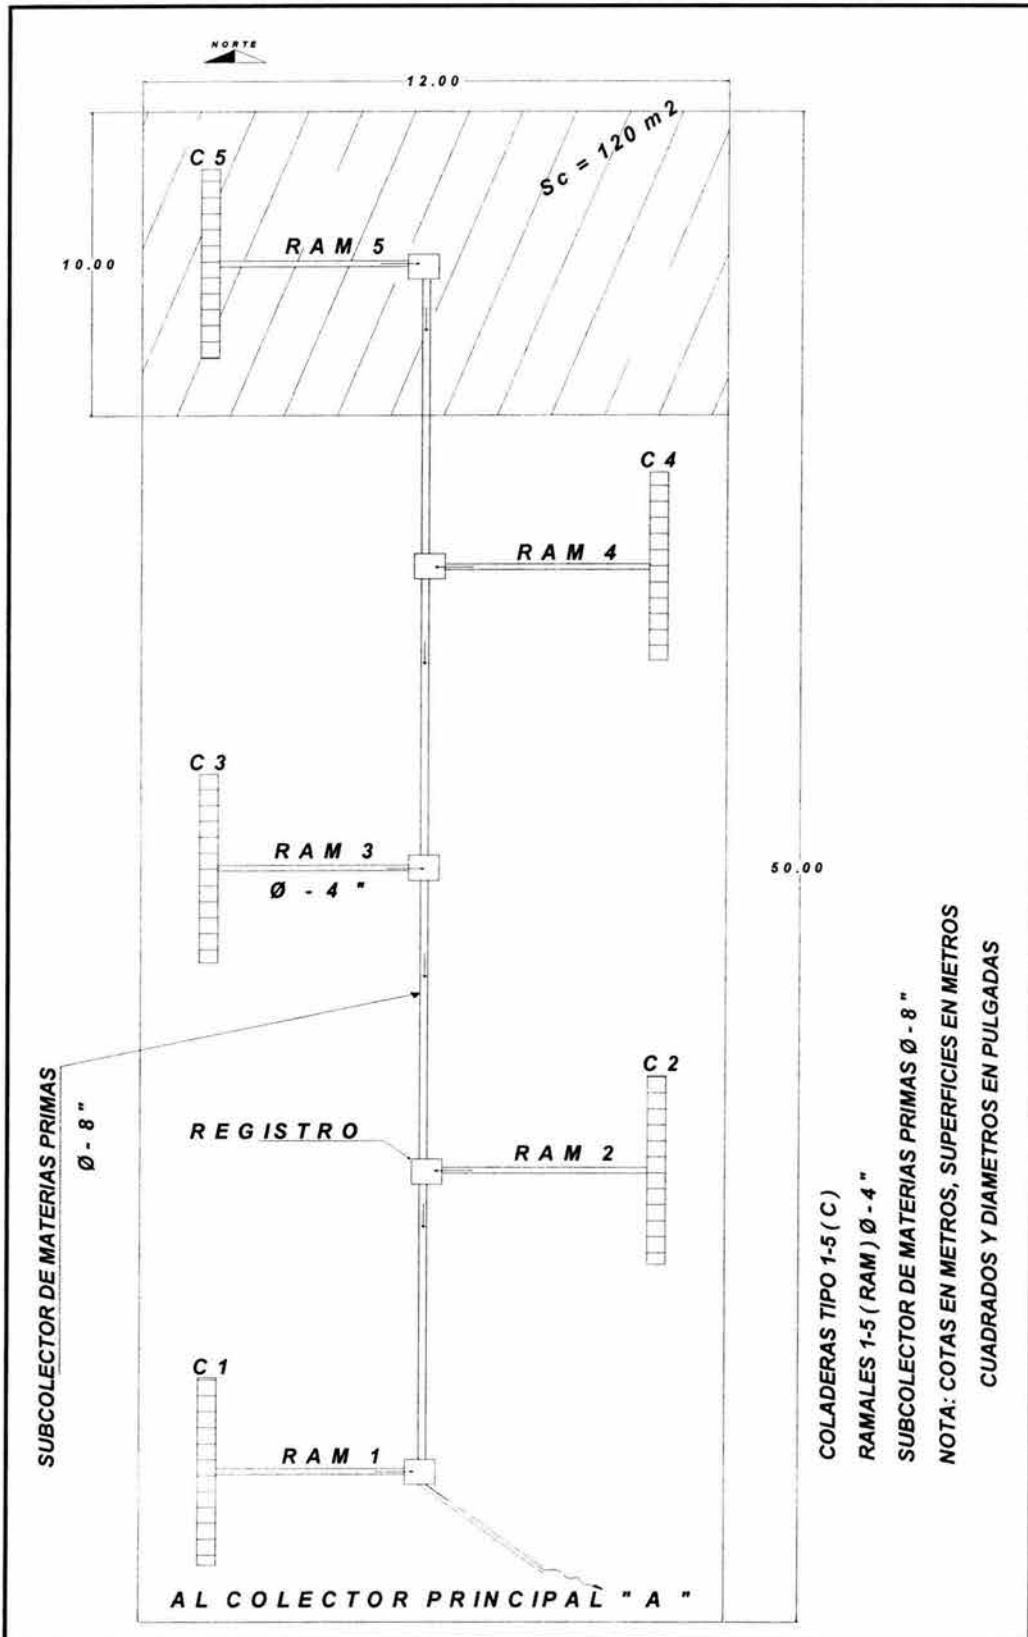 NORTE
12.00
Sc = 120 m2
C 5
RAM 5
10.00
C 4
RAM 4
C 3
RAM 3
Ø - 4 "
50.00
SUBCOLECTOR DE MATERIAS PRIMAS
Ø - 8 "
C 2
REGISTRO
RAM 2
C 1
RAM 1
AL COLECTOR PRINCIPAL " A "
COLADERAS TIPO 1-5 ( C )
RAMALES 1-5 ( RAM ) Ø - 4 "
SUBCOLECTOR DE MATERIAS PRIMAS Ø - 8 "
NOTA: COTAS EN METROS, SUPERFICIES EN METROS
CUADRADOS Y DIAMETROS EN PULGADAS